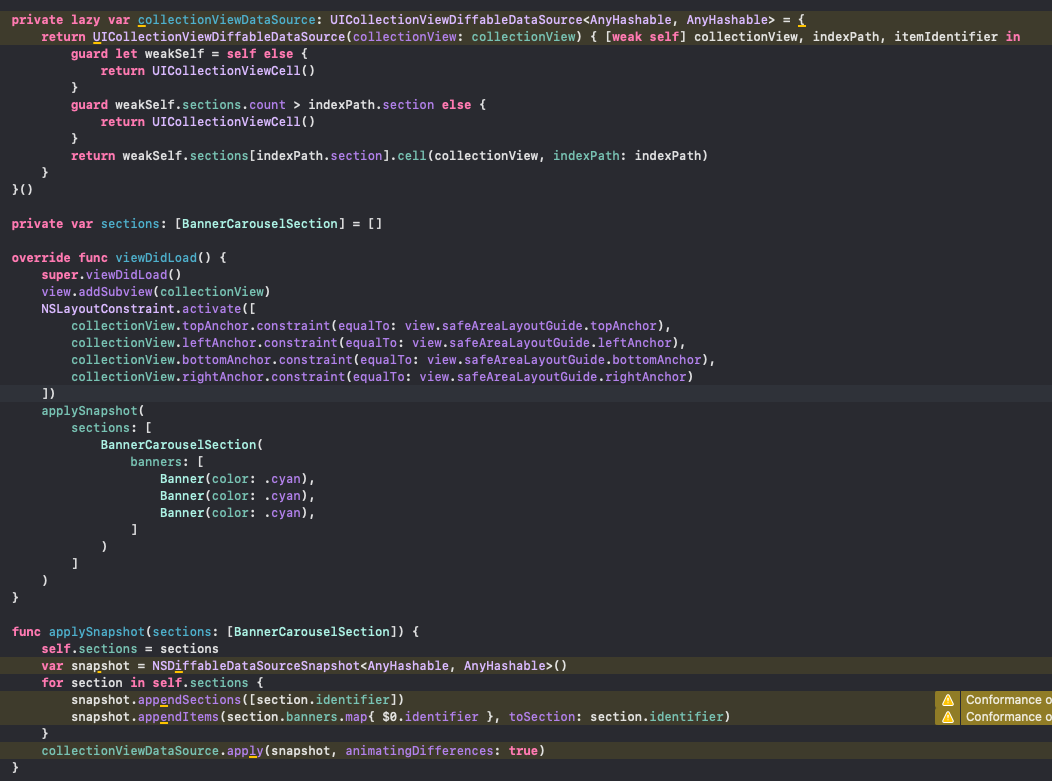 private lazy var collectionViewDataSource: UICollectionViewDiffableDataSource<AnyHashable, AnyHashable> = {
    return UICollectionViewDiffableDataSource(collectionView: collectionView) { [weak self] collectionView, indexPath, itemIdentifier in
        guard let weakSelf = self else {
            return UICollectionViewCell()
        }
        guard weakSelf.sections.count > indexPath.section else {
            return UICollectionViewCell()
        }
        return weakSelf.sections[indexPath.section].cell(collectionView, indexPath: indexPath)
    }
}()

private var sections: [BannerCarouselSection] = []

override func viewDidLoad() {
    super.viewDidLoad()
    view.addSubview(collectionView)
    NSLayoutConstraint.activate([
        collectionView.topAnchor.constraint(equalTo: view.safeAreaLayoutGuide.topAnchor),
        collectionView.leftAnchor.constraint(equalTo: view.safeAreaLayoutGuide.leftAnchor),
        collectionView.bottomAnchor.constraint(equalTo: view.safeAreaLayoutGuide.bottomAnchor),
        collectionView.rightAnchor.constraint(equalTo: view.safeAreaLayoutGuide.rightAnchor)
    ])
    applySnapshot(
        sections: [
            BannerCarouselSection(
                banners: [
                    Banner(color: .cyan),
                    Banner(color: .cyan),
                    Banner(color: .cyan),
                ]
            )
        ]
    )
}

func applySnapshot(sections: [BannerCarouselSection]) {
    self.sections = sections
    var snapshot = NSDiffableDataSourceSnapshot<AnyHashable, AnyHashable>()
    for section in self.sections {
        snapshot.appendSections([section.identifier]) Conformance o
        snapshot.appendItems(section.banners.map{ $0.identifier }, toSection: section.identifier) Conformance o
    }
    collectionViewDataSource.apply(snapshot, animatingDifferences: true)
}